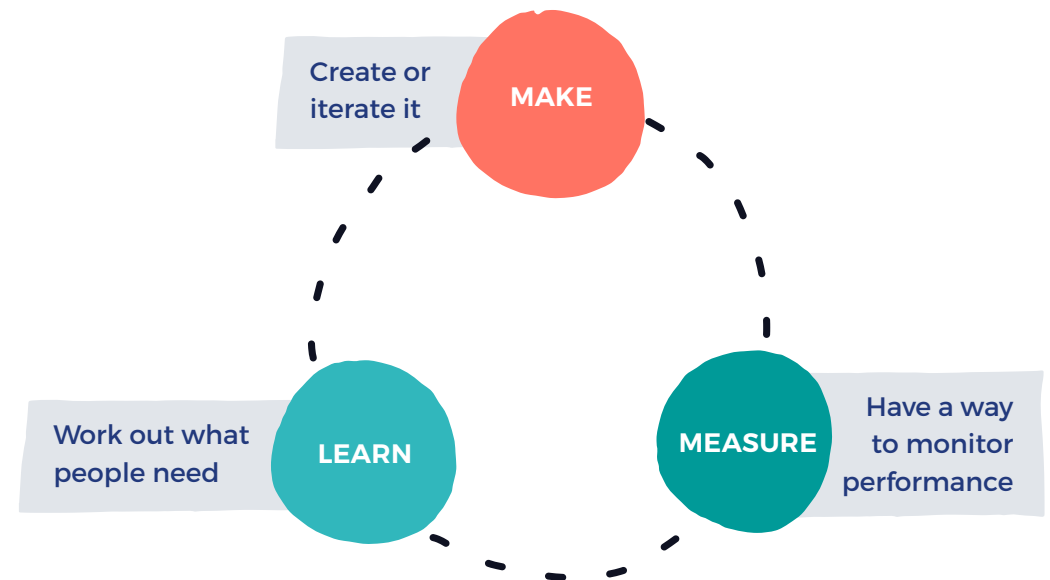 Create or
iterate it
MAKE
Work out what
people need
LEARN
MEASURE
Have a way
to monitor
performance